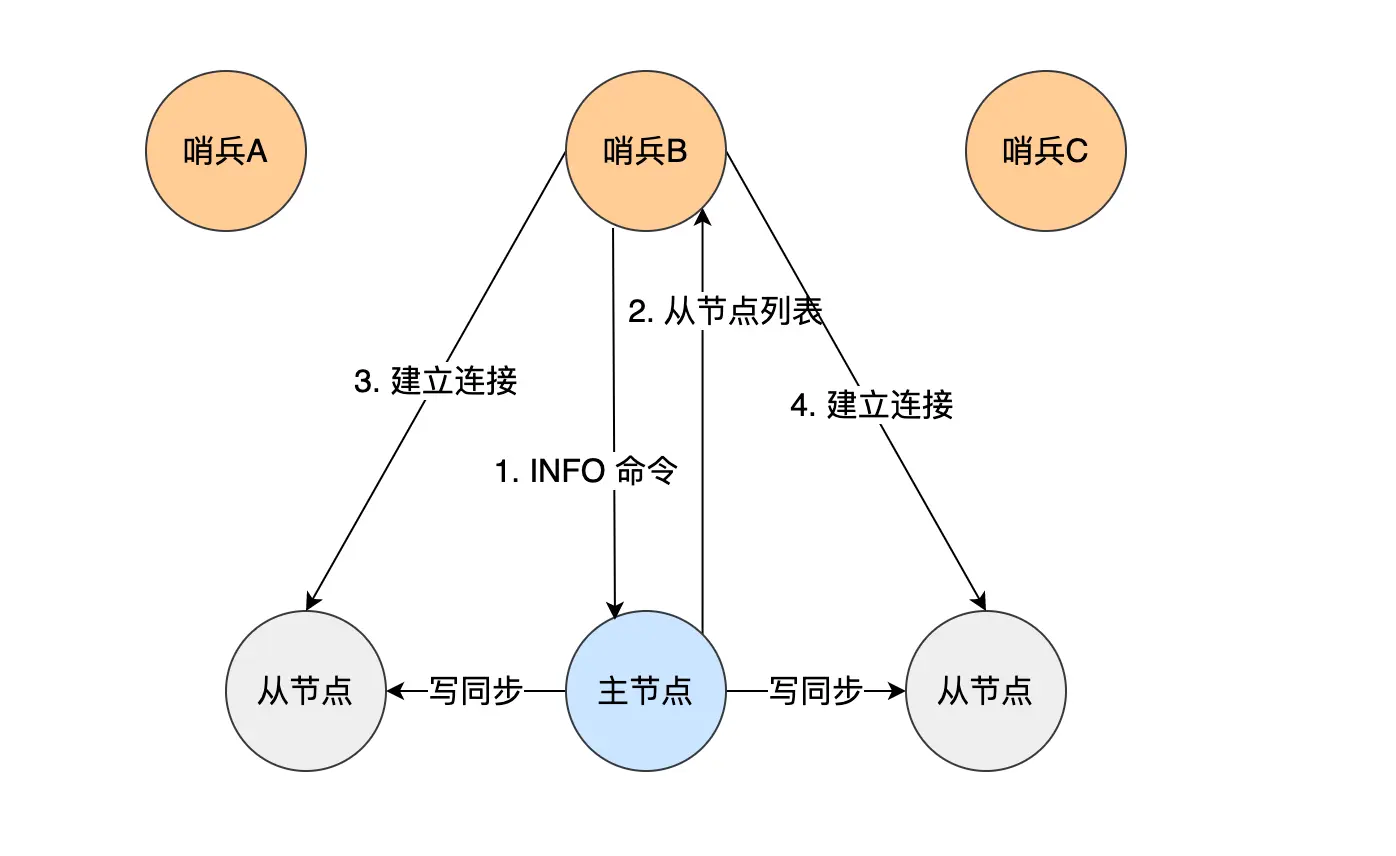 哨兵A
哨兵B
哨兵C
2. 从节点列表
3. 建立连接
4. 建立连接
1. INFO 命令
从节点
写同步
主节点
写同步
从节点